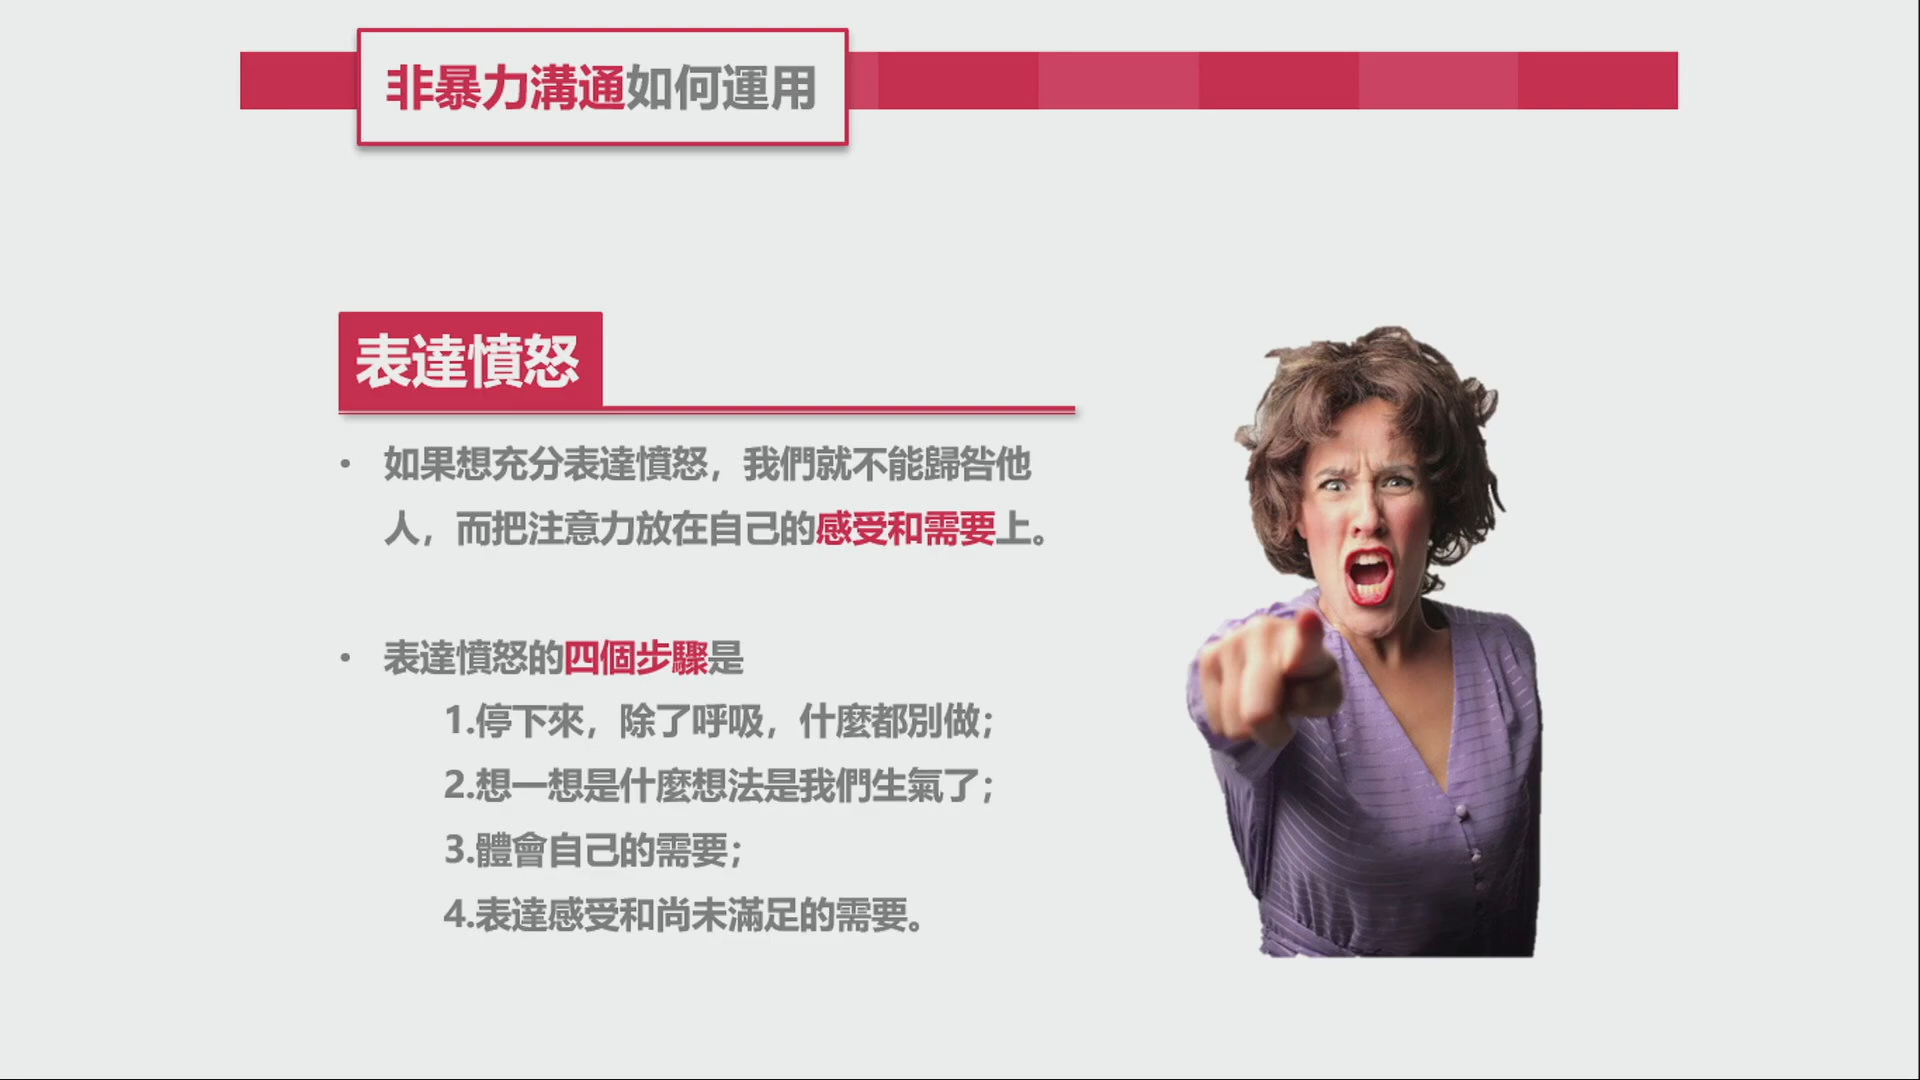 非暴力溝通如何運用
表達憤怒
• 如果想充分表達憤怒，我們就不能歸咎他
人，而把注意力放在自己的感受和需要上。
• 表達憤怒的四個步驟是
1.停下來，除了呼吸，什麼都別做；
2.想一想是什麼想法是我們生氣了；
3.體會自己的需要；
4.表達感受和尚未滿足的需要。